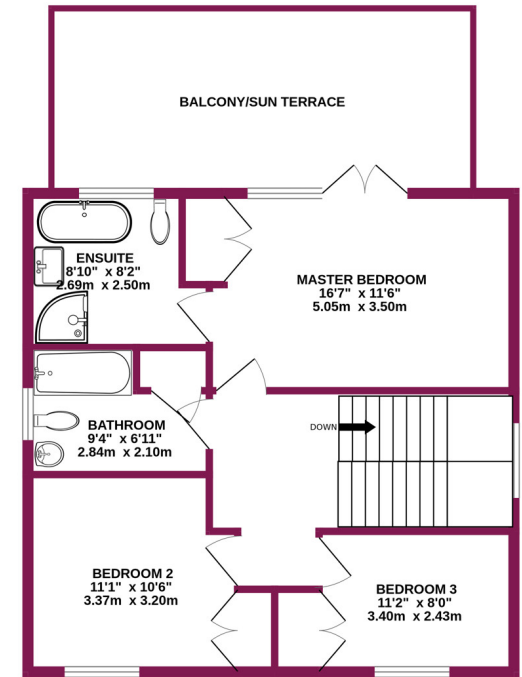 BALCONY/SUN TERRACE
ENSUITE
8'10" x 8'2"
2.69m x 2.50m
MASTER BEDROOM
16'7" x 11'6"
5.05m x 3.50m
DOWN
BATHROOM
9'4" x 6'11"
2.84m x 2.10m
BEDROOM 2
11'1" x 10'6"
3.37m x 3.20m
BEDROOM 3
11'2" x 8'0"
3.40m x 2.43m